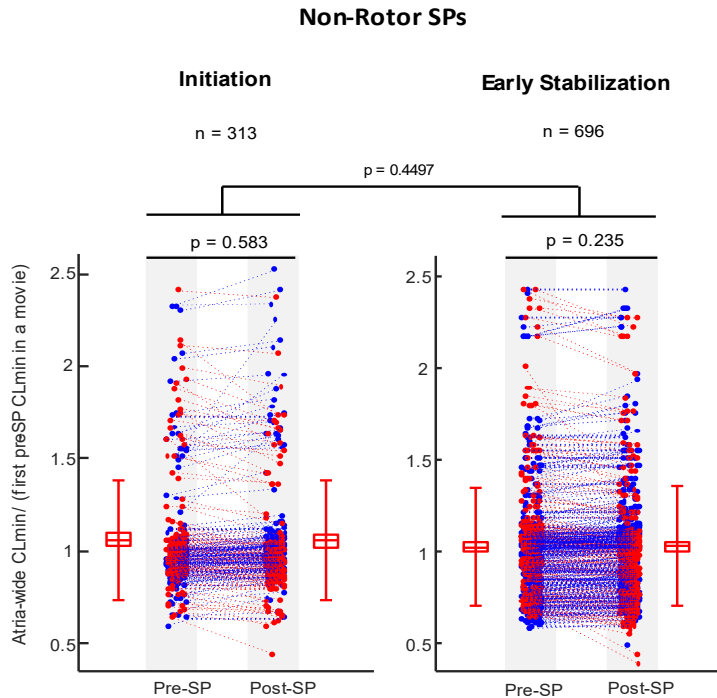 Non-Rotor SPs
Initiation
Early Stabilization
n = 313
n = 696
p = 0.4497
p = 0.583
p = 0.235
Atria-wide CLmin/ (first preSP CLmin in a movie)
2.5
2
1.5
1
0.5
2.5
2
1.5
1
0.5
Pre-SP
Post-SP
Pre-SP
Post-SP